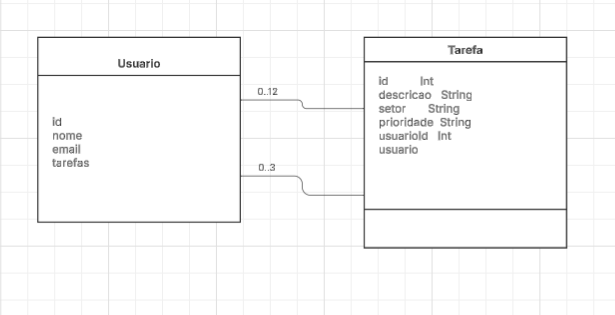 Usuario
id
nome
email
tarefas
0..12
0..3
Tarefa
id Int
descricao String
setor String
prioridade String
usuarioId Int
usuario